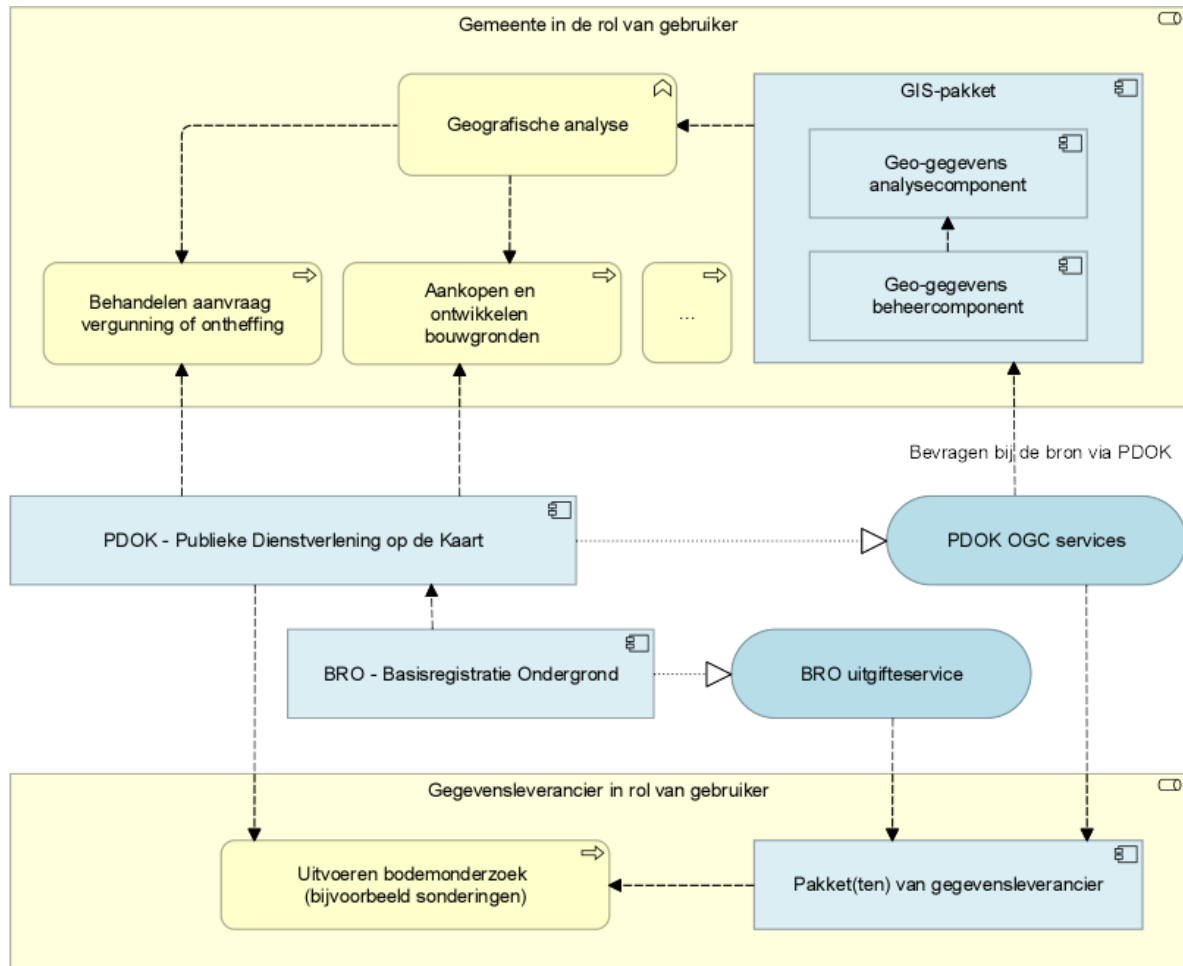 Gemeente in de rol van gebruiker
Geografische analyse
GIS-pakket
Geo-gegevens
analysecomponent
Geo-gegevens
beheercomponent
Behandelen aanvraag
vergunning of ontheffing
Aankopen en
ontwikkelen
bouwgronden
...
Bevragen bij de bron via PDOK
PDOK - Publieke Dienstverlening op de Kaart
PDOK OGC services
BRO - Basisregistratie Ondergrond
BRO uitgifteservice
Gegevensleverancier in rol van gebruiker
Uitvoeren bodemonderzoek
(bijvoorbeeld sonderingen)
Pakket(ten) van gegevensleverancier